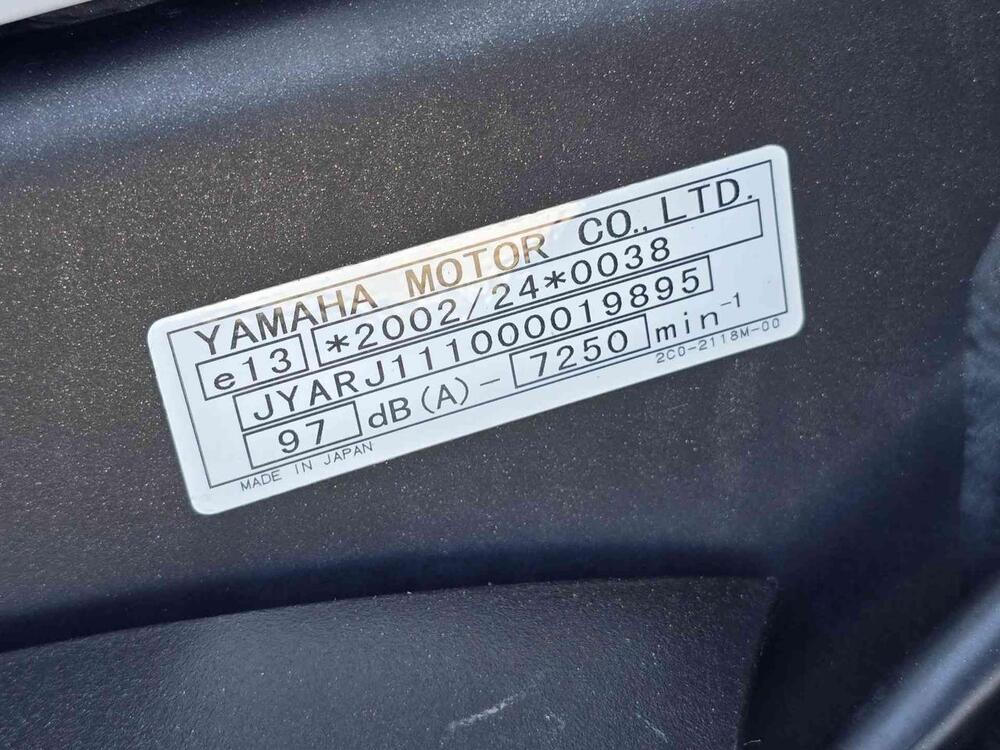 YAMAHA MOTOR CO., LTD.
e13 *2002/24*0038
JYARJ111000019895
97 dB(A) - 7250 min⁻¹
MADE IN JAPAN 2C0-2118M-00